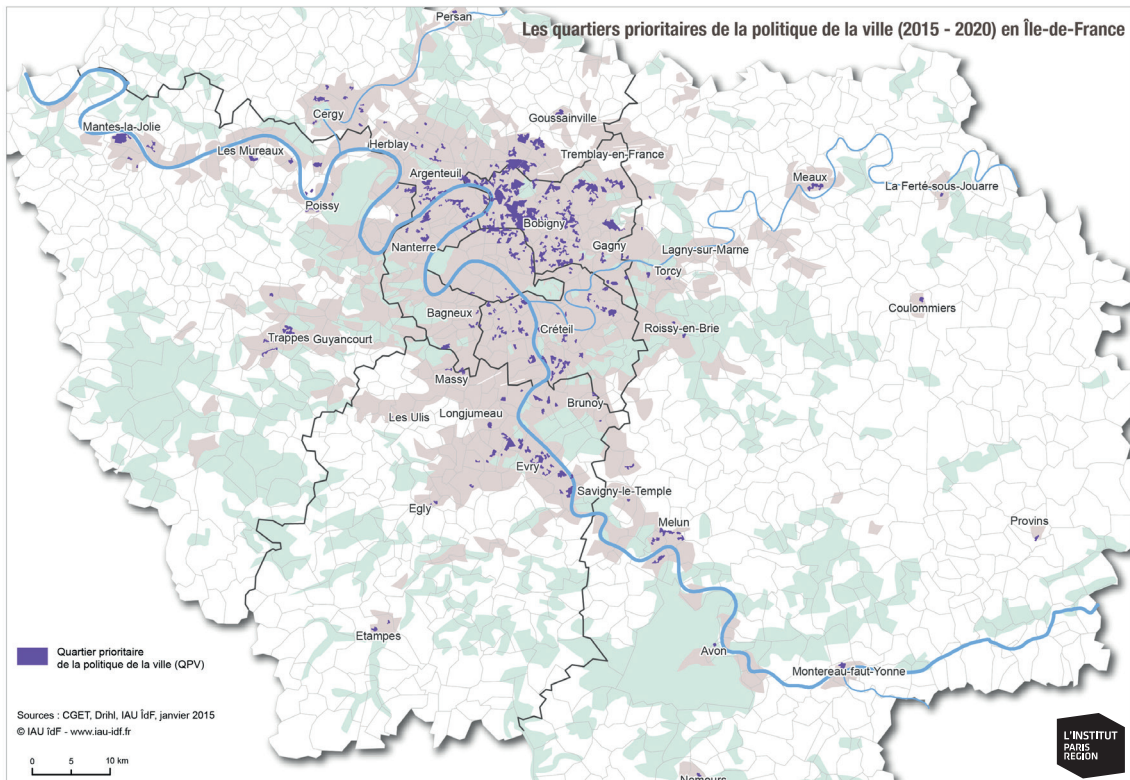 Persan
Les quartiers prioritaires de la politique de la ville (2015 - 2020) en Île-de-France
Cergy
Goussainville
Mantes-la-Jolie
Les Mureaux
Herblay
Tremblay-en-France
Argenteuil
Meaux
La Ferté-sous-Jouarre
Poissy
Bobigny
Nanterre
Gagny
Lagny-sur-Marne
Torcy
Coulommiers
Bagneux
Créteil
Roissy-en-Brie
Trappes
Guyancourt
Massy
Les Ulis
Longjumeau
Brunoy
Evry
Savigny-le-Temple
Egly
Melun
Provins
Etampes
Avon
Montereau-faut-Yonne
Quartier prioritaire
de la politique de la ville (QPV)
Sources : CGET, Drihl, IAU ÎdF, janvier 2015
© IAU îdF - www.iau-idf.fr
0 5 10 km
Nemours
L'INSTITUT
PARIS
REGION